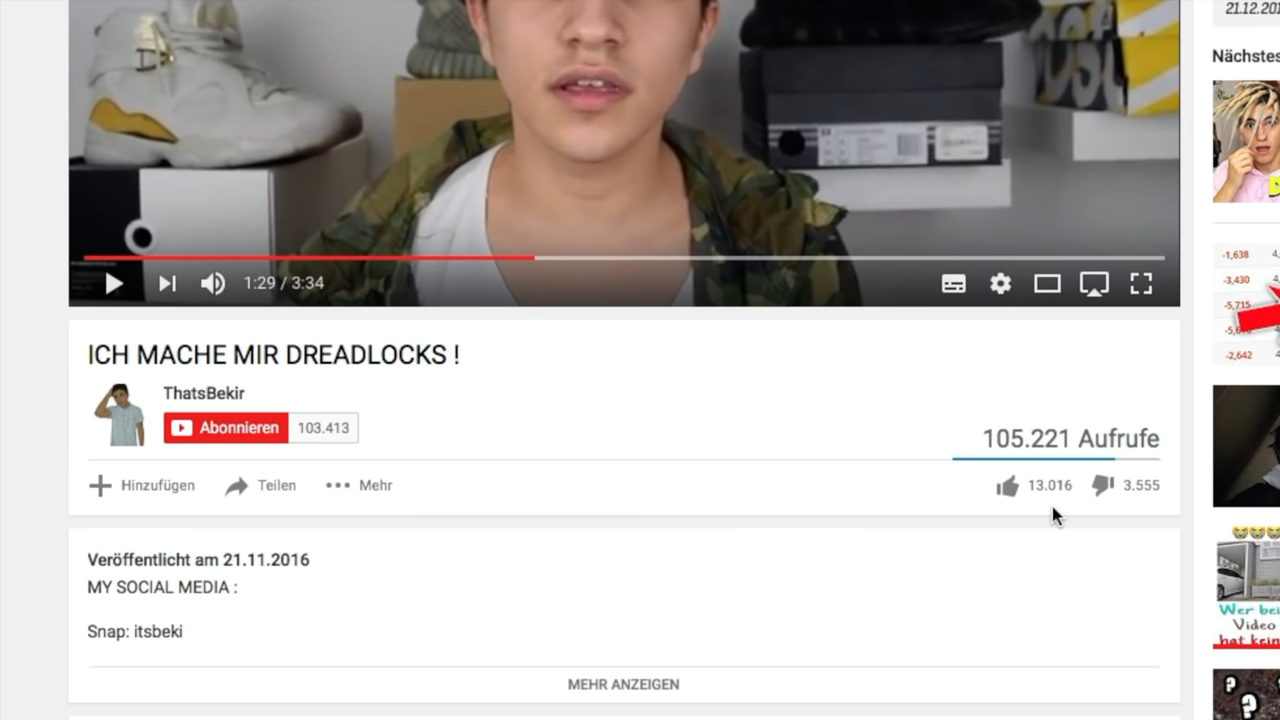 21.12.201
Nächstes
1:29 / 3:34
-1,638
-3,430
-5,715
-2,642
ICH MACHE MIR DREADLOCKS !
ThatsBekir
Abonnieren 103.413
105.221 Aufrufe
Hinzufügen Teilen Mehr
13.016 3.555
Veröffentlicht am 21.11.2016
MY SOCIAL MEDIA :
Snap: itsbeki
MEHR ANZEIGEN
Wer bei
Video
hat kein